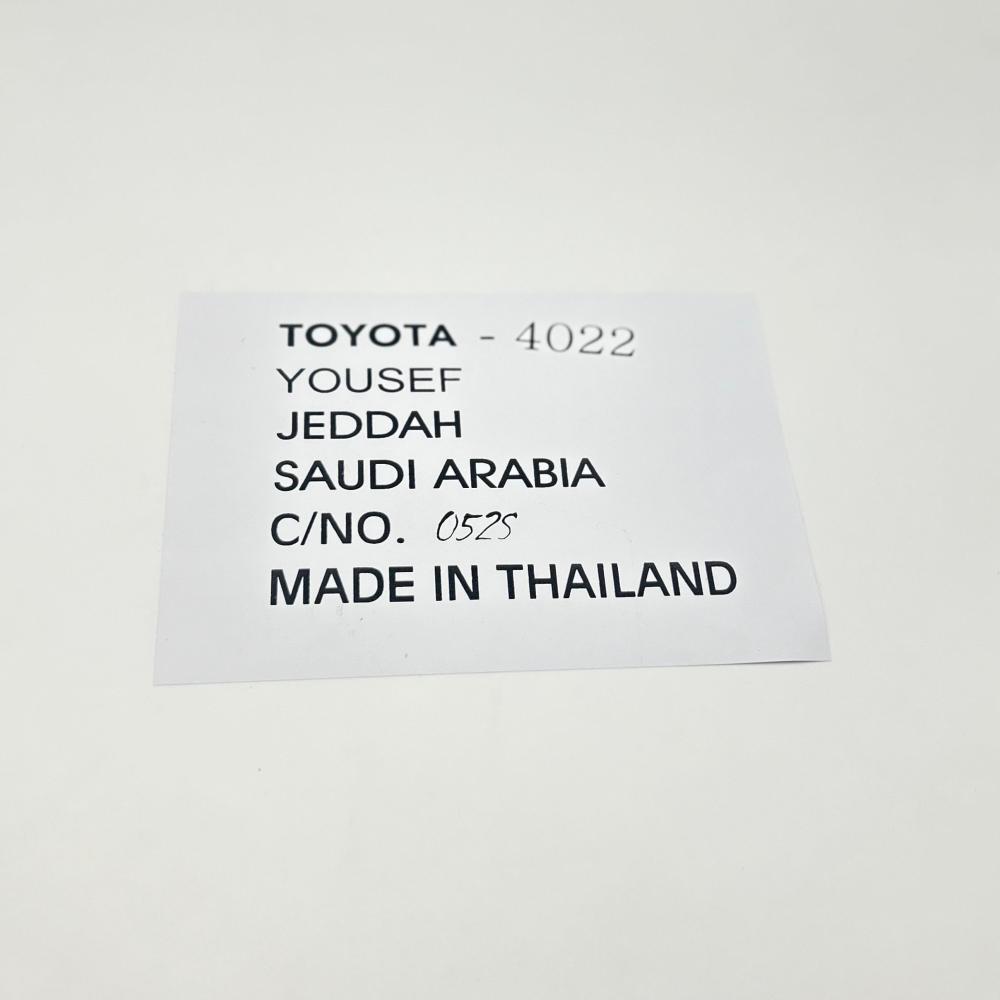 TOYOTA - 4022
YOUSEF
JEDDAH
SAUDI ARABIA
C/NO. 0525
MADE IN THAILAND